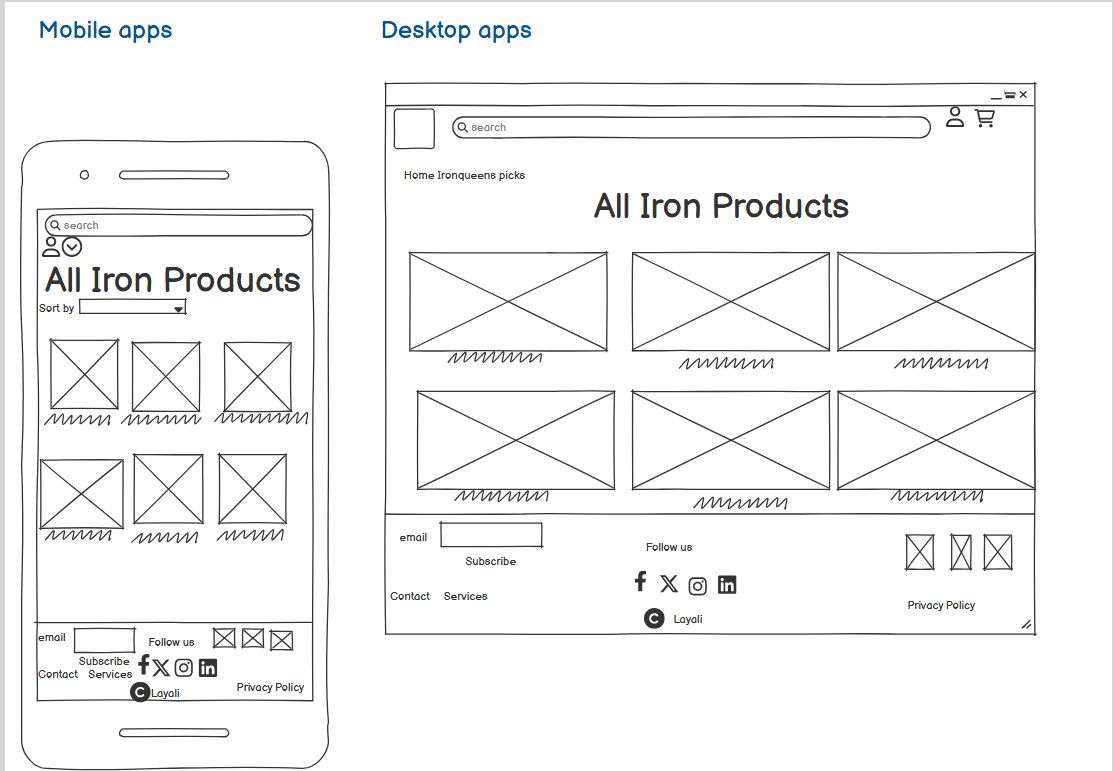 Mobile apps
Desktop apps
search
All Iron Products
Sort by
email
Follow us
Subscribe
Contact Services
Layali
Privacy Policy
search
Home Ironqueens picks
All Iron Products
email
Subscribe
Follow us
Contact Services
Layali
Privacy Policy